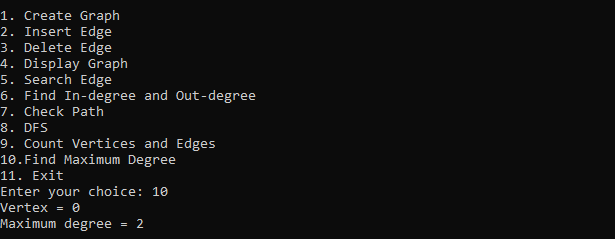 1. Create Graph
2. Insert Edge
3. Delete Edge
4. Display Graph
5. Search Edge
6. Find In-degree and Out-degree
7. Check Path
8. DFS
9. Count Vertices and Edges
10.Find Maximum Degree
11. Exit
Enter your choice: 10
Vertex = 0
Maximum degree = 2